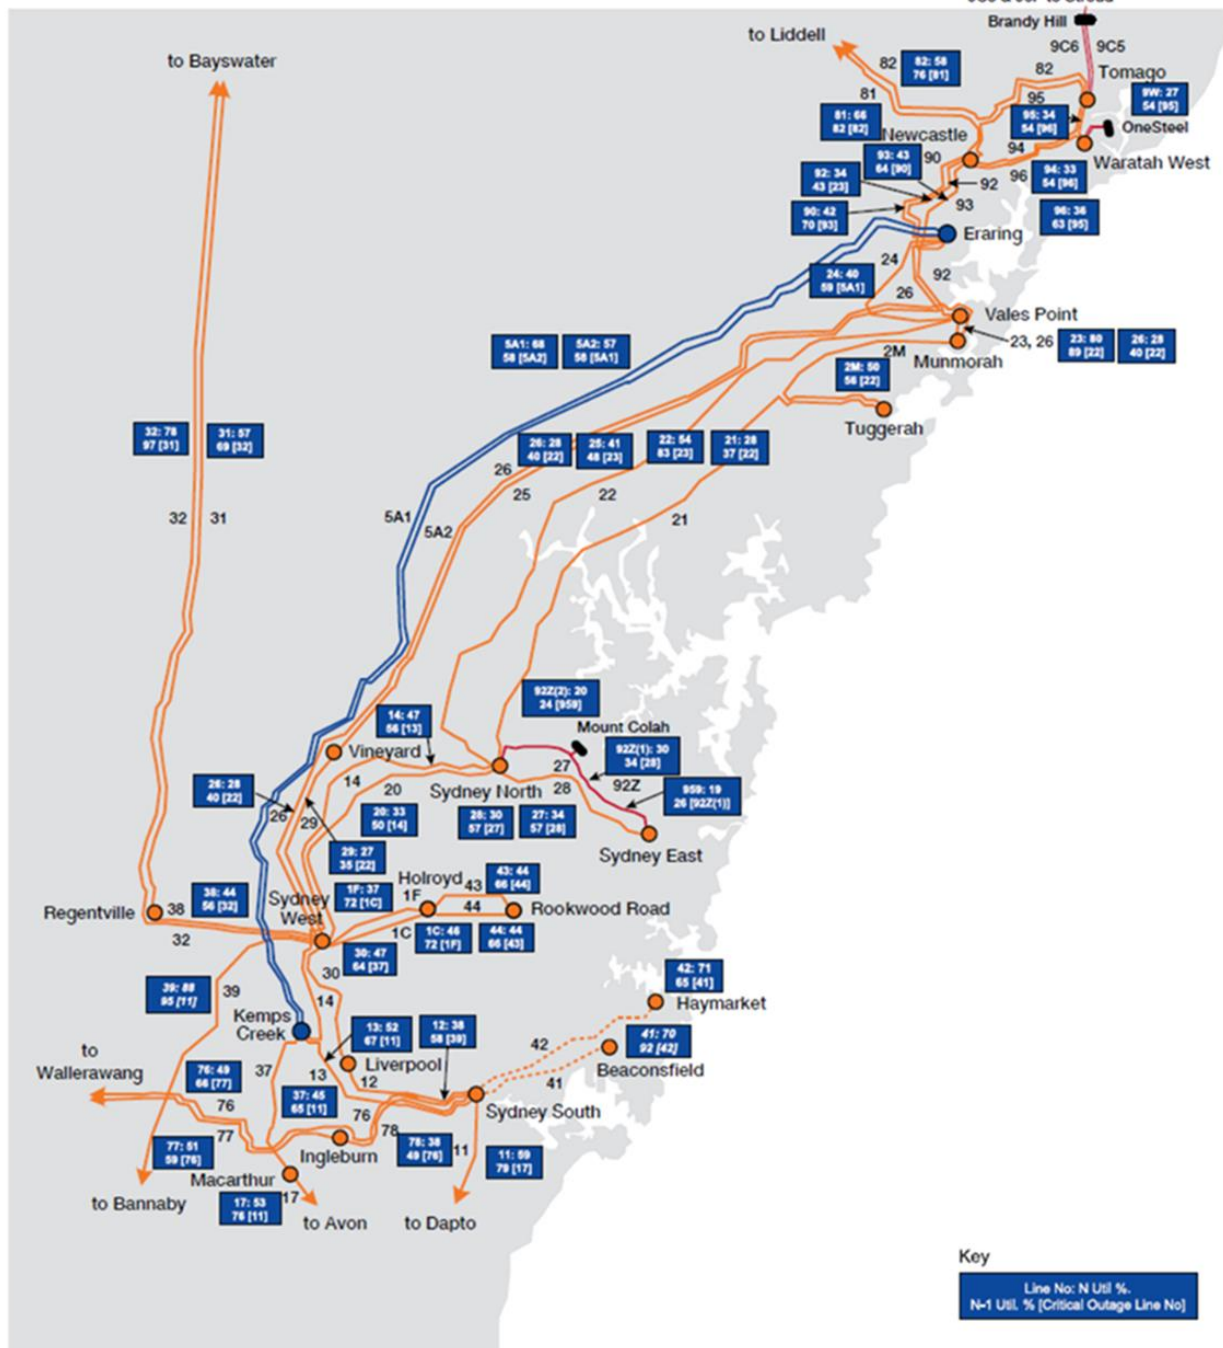 Brandy Hill
to Liddell
9C6
9C5
to Bayswater
82
82: 58
76 [81]
82
Tomago
81
95
9W: 27
54 [95]
81: 66
82 [82]
95: 34
54 [96]
OneSteel
Newcastle
93: 43
64 [90]
90
94
Waratah West
92: 34
43 [23]
92
96
94: 33
54 [96]
90: 42
70 [93]
93
96: 36
63 [95]
Eraring
24
24: 40
59 [5A1]
92
26
Vales Point
5A1: 68
58 [5A2]
5A2: 57
58 [5A1]
23, 26
23: 80
89 [22]
26: 28
40 [22]
2M
Munmorah
2M: 50
56 [22]
Tuggerah
32: 78
97 [31]
31: 57
69 [32]
26: 28
40 [22]
25: 41
48 [23]
22: 54
83 [23]
21: 28
37 [22]
26
25
22
21
32
31
5A1
5A2
92Z(2): 20
24 [959]
14: 47
56 [13]
Mount Colah
Vineyard
92Z(1): 30
34 [28]
27
14
20
Sydney North
28
92Z
26: 28
40 [22]
959: 19
26 [92Z(1)]
26
29
20: 33
50 [14]
28: 30
57 [27]
27: 34
57 [28]
29: 27
35 [22]
Sydney East
Holroyd
43
43: 44
66 [44]
38: 44
56 [32]
Sydney
West
1F: 37
72 [1C]
1F
Regentville
38
44
Rookwood Road
32
1C
1C: 46
72 [1F]
44: 44
66 [43]
30: 47
64 [37]
30
42: 71
65 [41]
39: 88
95 [11]
39
14
Haymarket
Kemps
Creek
13: 52
67 [11]
12: 38
58 [39]
42
41: 70
92 [42]
to
Wallerawang
Liverpool
Beaconsfield
76: 49
66 [77]
37
13
12
41
37: 45
65 [11]
76
76
Sydney South
77
78
77: 51
59 [76]
Ingleburn
78: 38
49 [76]
11
11: 59
79 [17]
Macarthur
to Bannaby
17: 53
76 [11]
17
to Avon
to Dapto
Key
Line No: N Util %.
N-1 Util. % [Critical Outage Line No]